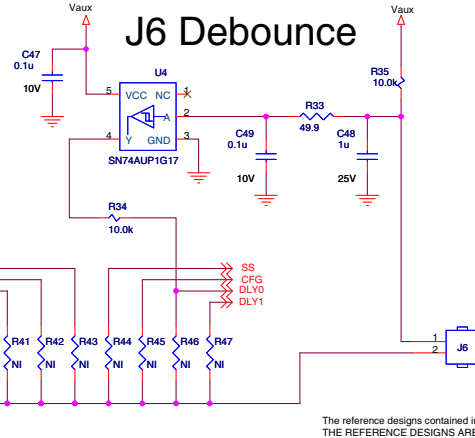 Vaux
Vaux
J6 Debounce
C47
0.1u
10V
U4
5
VCC NC
1
A
2
4
Y GND
3
SN74AUP1G17
R35
10.0k
R33
49.9
C49
0.1u
10V
C48
1u
25V
R34
10.0k
SS
CFG
DLY0
DLY1
R41
R42
R43
R44
R45
R46
R47
NI
NI
NI
NI
NI
NI
NI
1
2
J6
The reference designs contained i
THE REFERENCE DESIGNS ARE